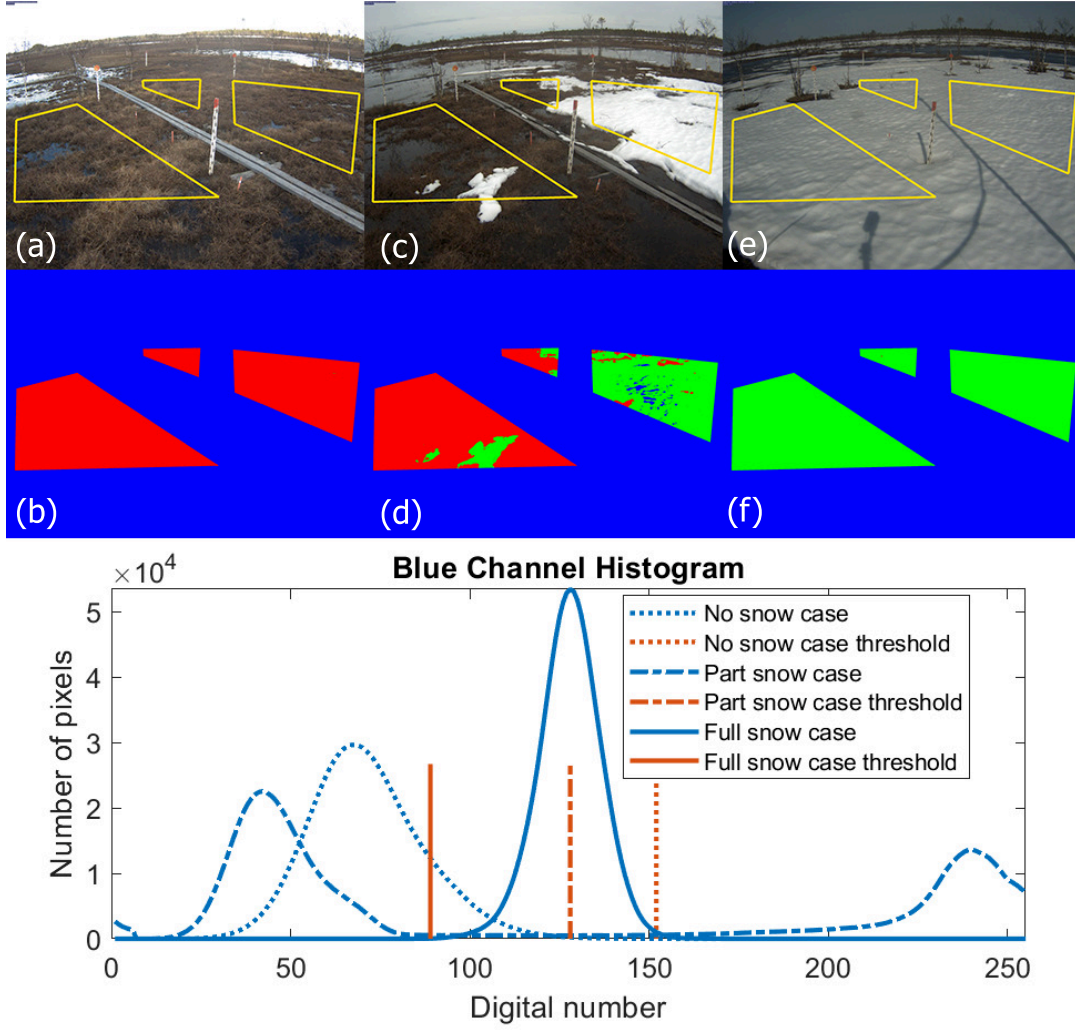 (a)
(c)
(e)
(b)
(d)
(f)
Blue Channel Histogram
×10⁴
Number of pixels
5
4
3
2
1
0
No snow case
No snow case threshold
Part snow case
Part snow case threshold
Full snow case
Full snow case threshold
0 50 100 150 200 250
Digital number